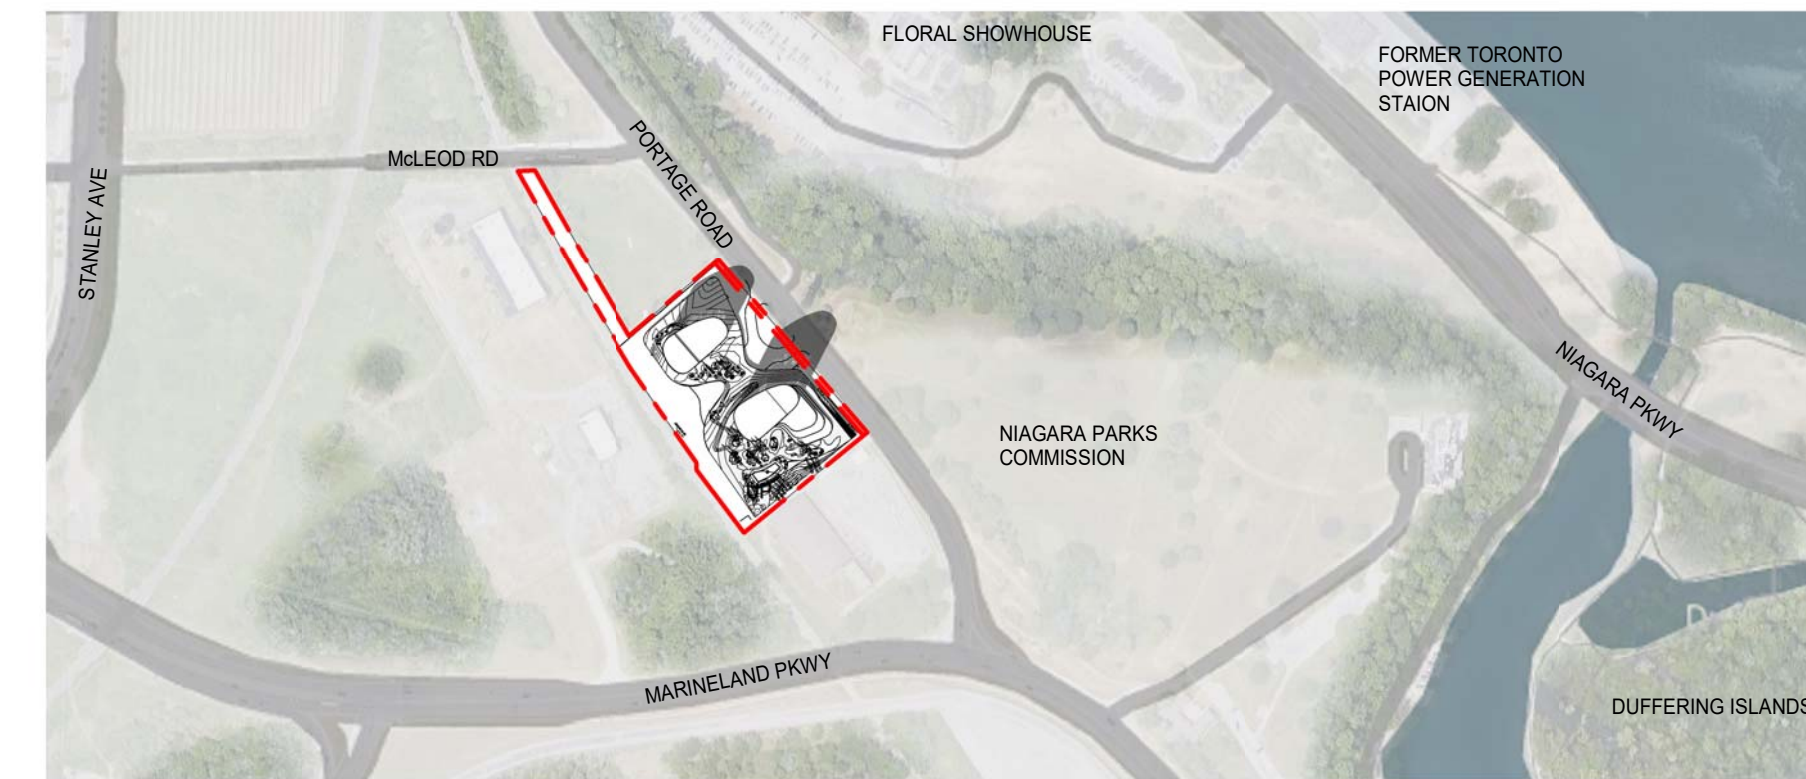 FLORAL SHOWHOUSE
FORMER TORONTO
POWER GENERATION
STAION
McLEOD RD
PORTAGE ROAD
STANLEY AVE
NIAGARA PKWY
NIAGARA PARKS
COMMISSION
MARINELAND PKWY
DUFFERING ISLANDS